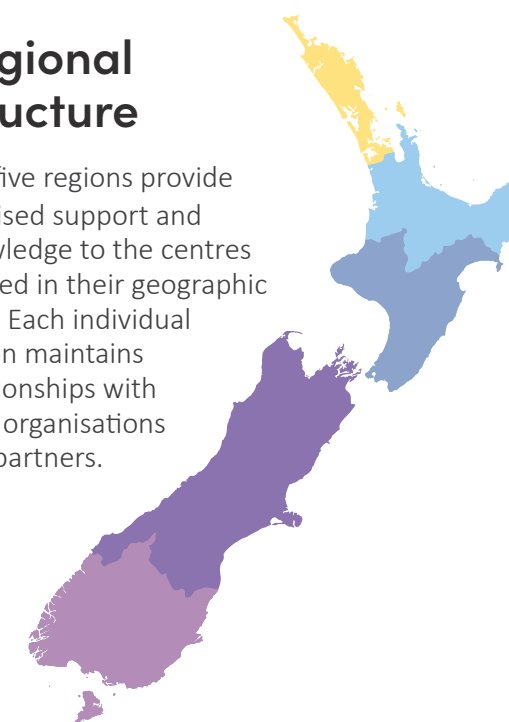 gional
ucture
five regions provide
ised support and
ledge to the centres
ed in their geographic
. Each individual
n maintains
onships with
organisations
partners.